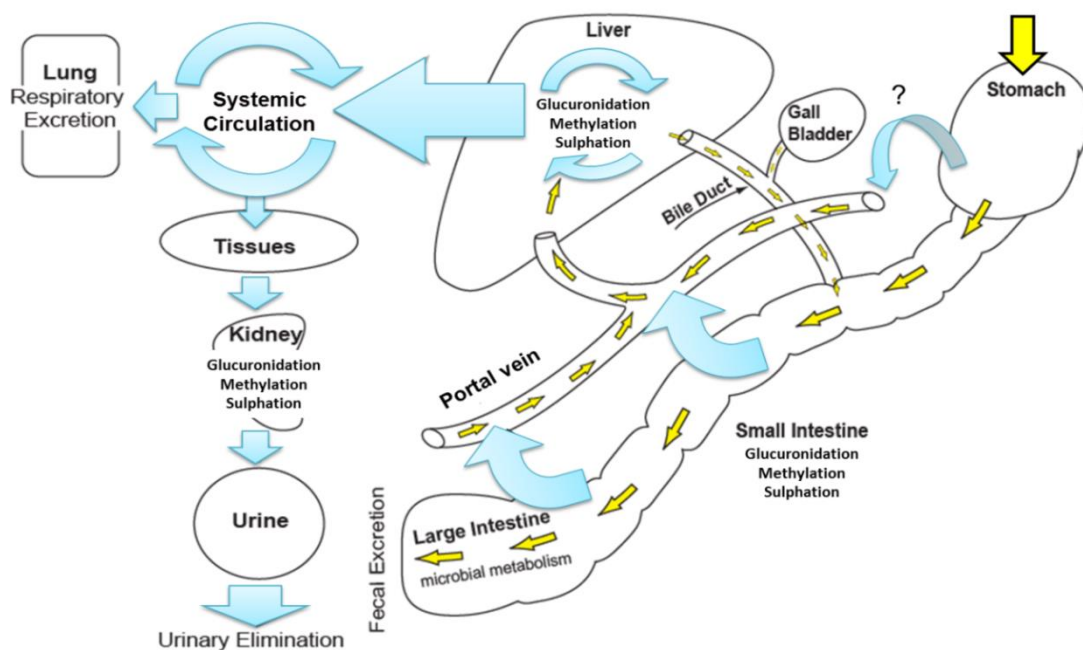 Lung
Respiratory
Excretion
Systemic
Circulation
Liver
Glucuronidation
Methylation
Sulphation
Gall
Bladder
?
Stomach
Bile Duct
Tissues
Kidney
Glucuronidation
Methylation
Sulphation
Portal vein
Small Intestine
Glucuronidation
Methylation
Sulphation
Urine
Fecal Excretion
Large Intestine
microbial metabolism
Urinary Elimination